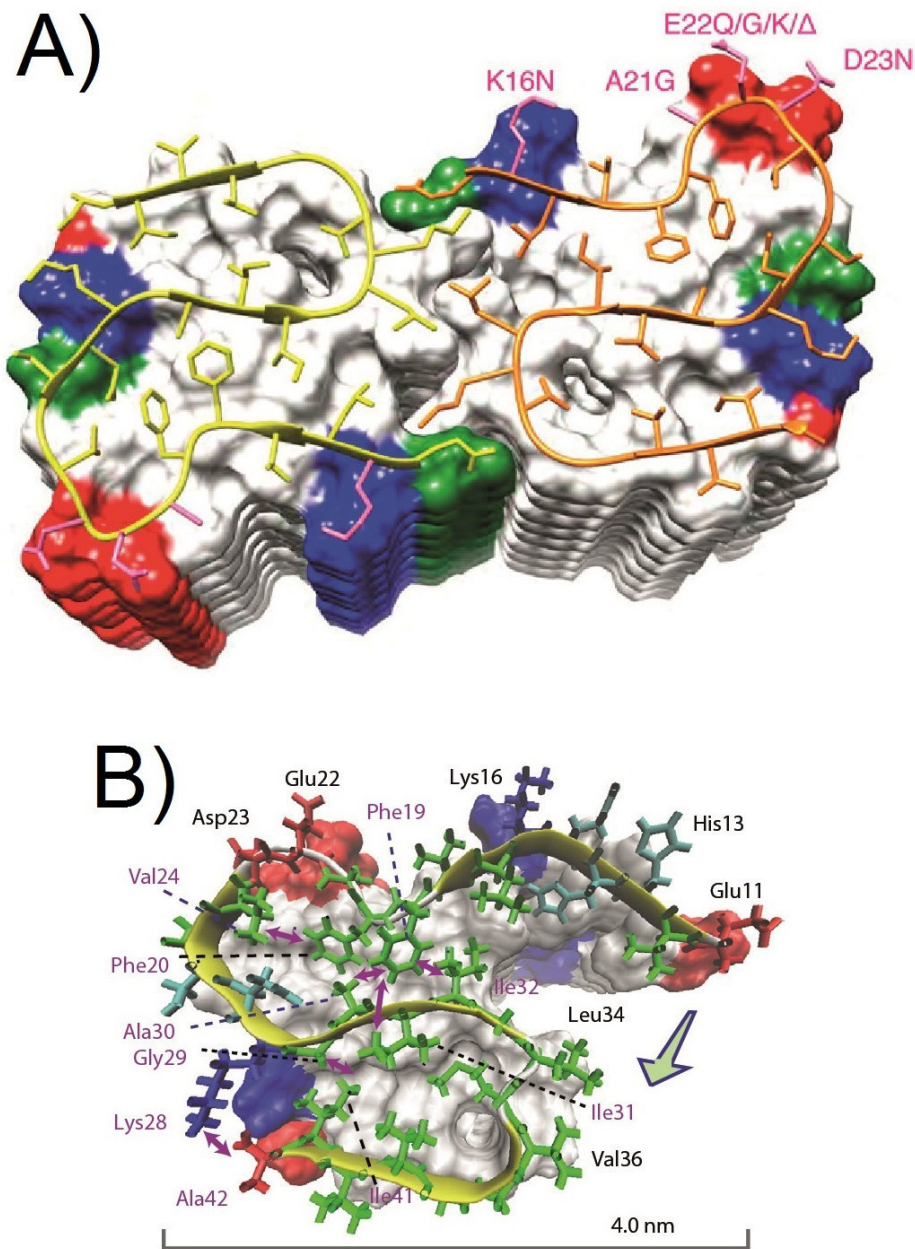 A)
E22Q/G/K/Δ
K16N
A21G
D23N
B)
Glu22
Lys16
Asp23
Phe19
His13
Val24
Glu11
Phe20
Ile32
Ala30
Leu34
Gly29
Lys28
Ile31
Val36
Ala42
Ile41
4.0 nm